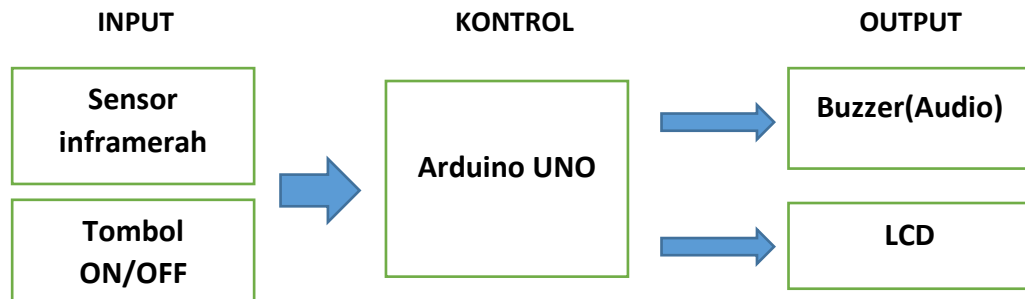 INPUT
KONTROL
OUTPUT
Sensor
inframerah
Tombol
ON/OFF
Arduino UNO
Buzzer(Audio)
LCD